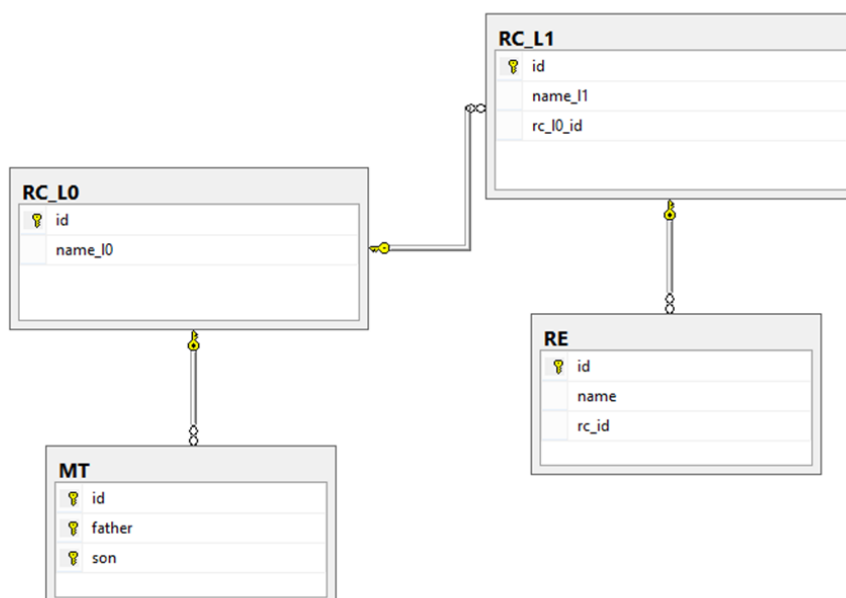 RC_L1
id
name_l1
rc_l0_id
RC_L0
id
name_l0
RE
id
name
rc_id
MT
id
father
son